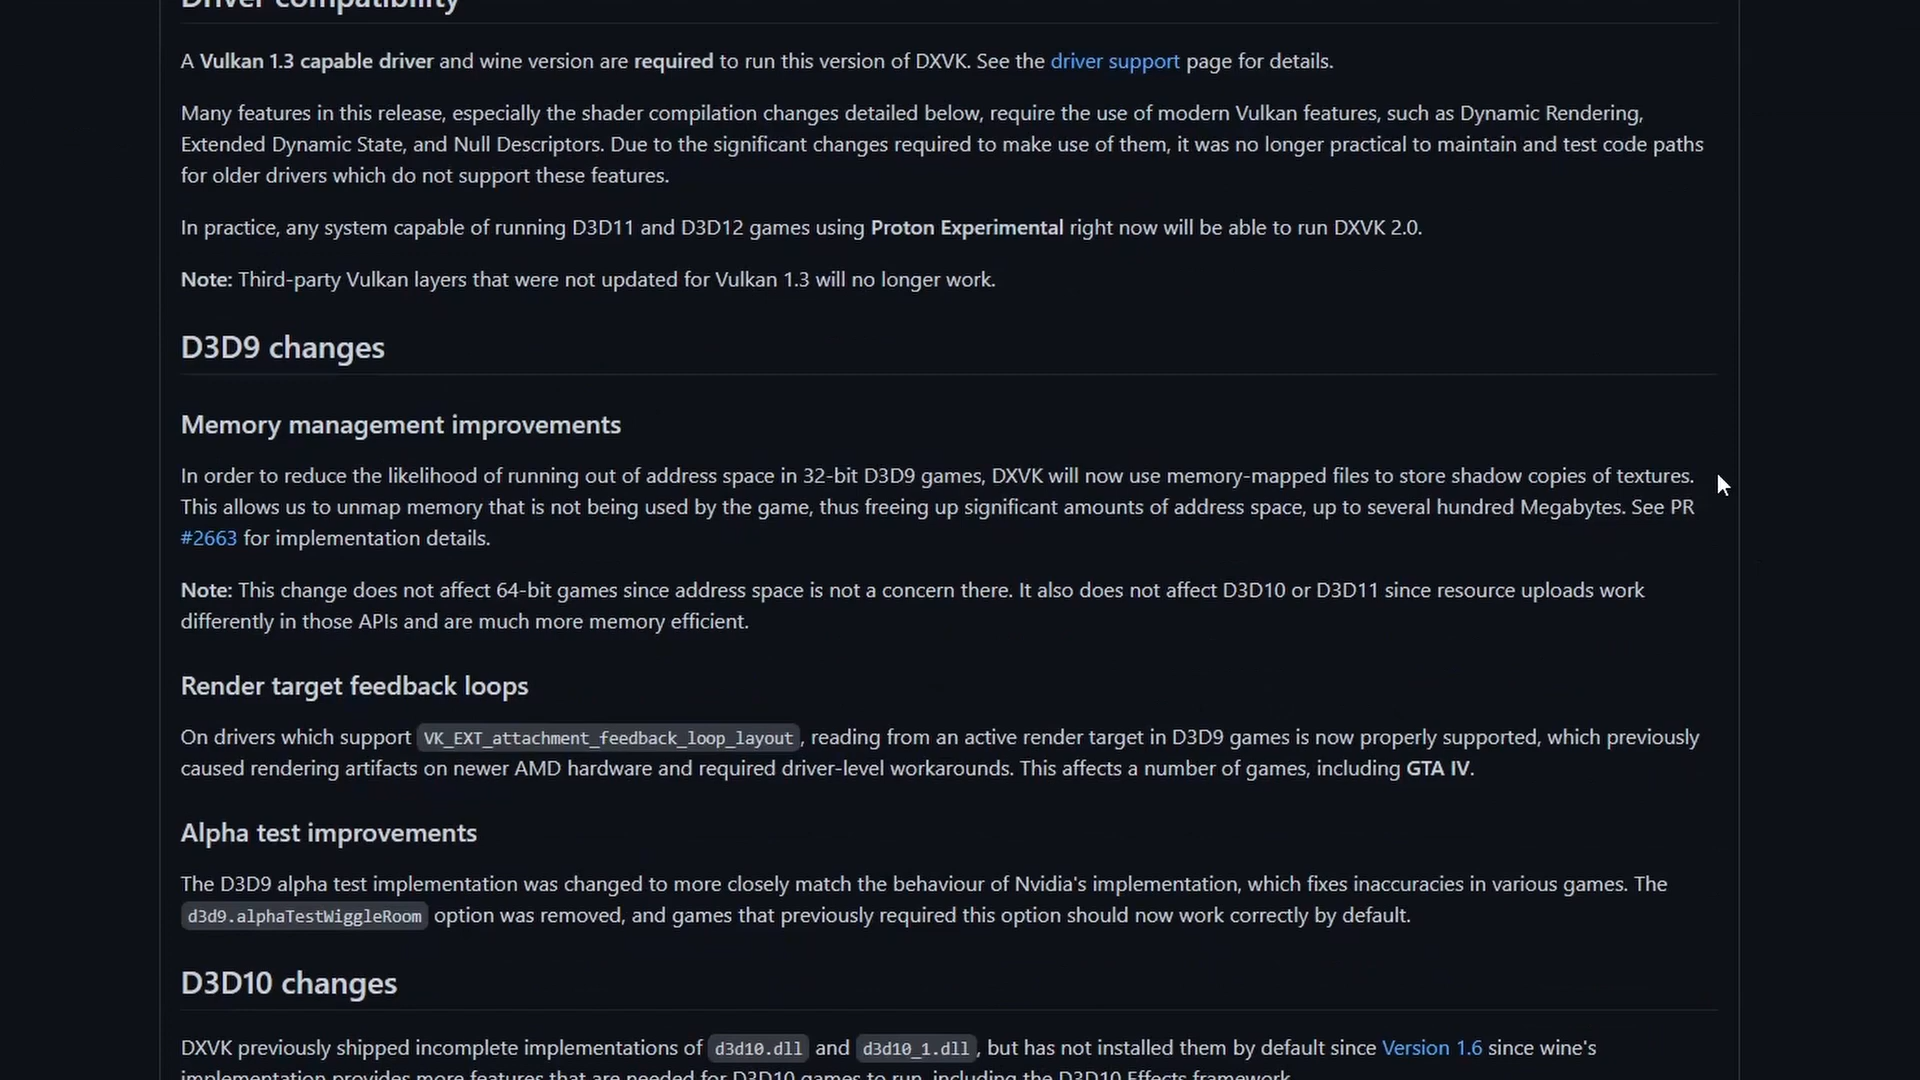 Driver compatibility
A Vulkan 1.3 capable driver and wine version are required to run this version of DXVK. See the driver support page for details.
Many features in this release, especially the shader compilation changes detailed below, require the use of modern Vulkan features, such as Dynamic Rendering,
Extended Dynamic State, and Null Descriptors. Due to the significant changes required to make use of them, it was no longer practical to maintain and test code paths
for older drivers which do not support these features.
In practice, any system capable of running D3D11 and D3D12 games using Proton Experimental right now will be able to run DXVK 2.0.
Note: Third-party Vulkan layers that were not updated for Vulkan 1.3 will no longer work.
D3D9 changes
Memory management improvements
In order to reduce the likelihood of running out of address space in 32-bit D3D9 games, DXVK will now use memory-mapped files to store shadow copies of textures.
This allows us to unmap memory that is not being used by the game, thus freeing up significant amounts of address space, up to several hundred Megabytes. See PR
#2663 for implementation details.
Note: This change does not affect 64-bit games since address space is not a concern there. It also does not affect D3D10 or D3D11 since resource uploads work
differently in those APIs and are much more memory efficient.
Render target feedback loops
On drivers which support VK_EXT_attachment_feedback_loop_layout, reading from an active render target in D3D9 games is now properly supported, which previously
caused rendering artifacts on newer AMD hardware and required driver-level workarounds. This affects a number of games, including GTA IV.
Alpha test improvements
The D3D9 alpha test implementation was changed to more closely match the behaviour of Nvidia's implementation, which fixes inaccuracies in various games. The
d3d9.alphaTestWiggleRoom option was removed, and games that previously required this option should now work correctly by default.
D3D10 changes
DXVK previously shipped incomplete implementations of d3d10.dll and d3d10_1.dll, but has not installed them by default since Version 1.6 since wine's
implementation provides more features that are needed for D3D10 games to run, including the D3D10 Effects framework.